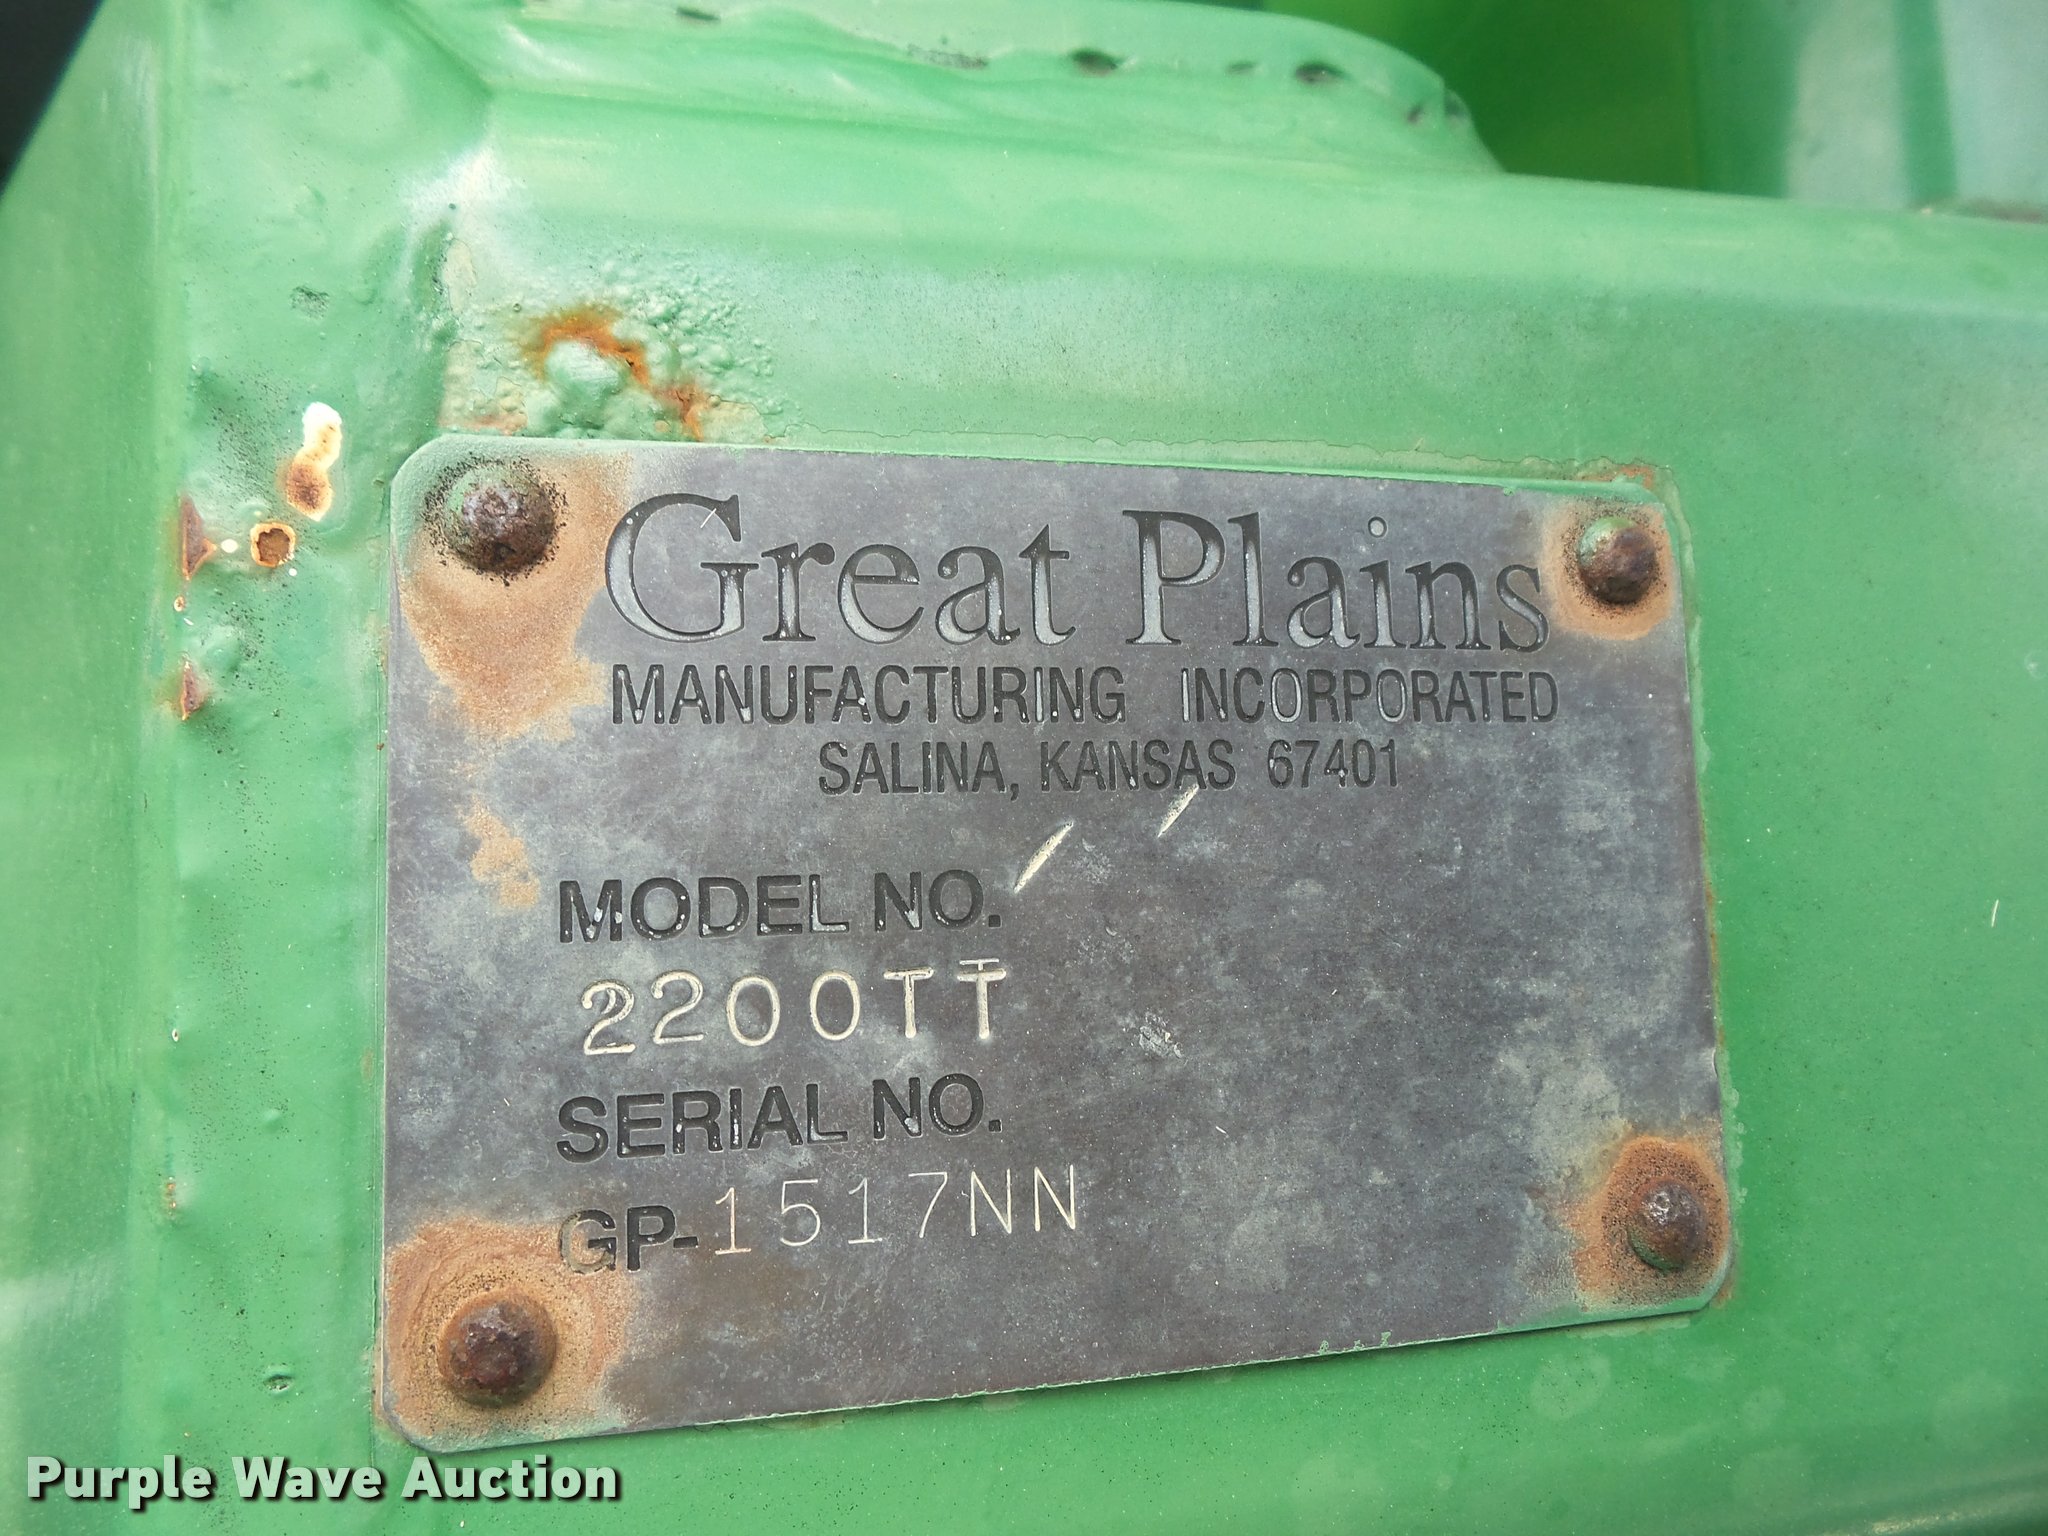 Great Plains
MANUFACTURING INCORPORATED
SALINA, KANSAS 67401
MODEL NO.
2200TT
SERIAL NO.
GP-1517NN
Purple Wave Auction